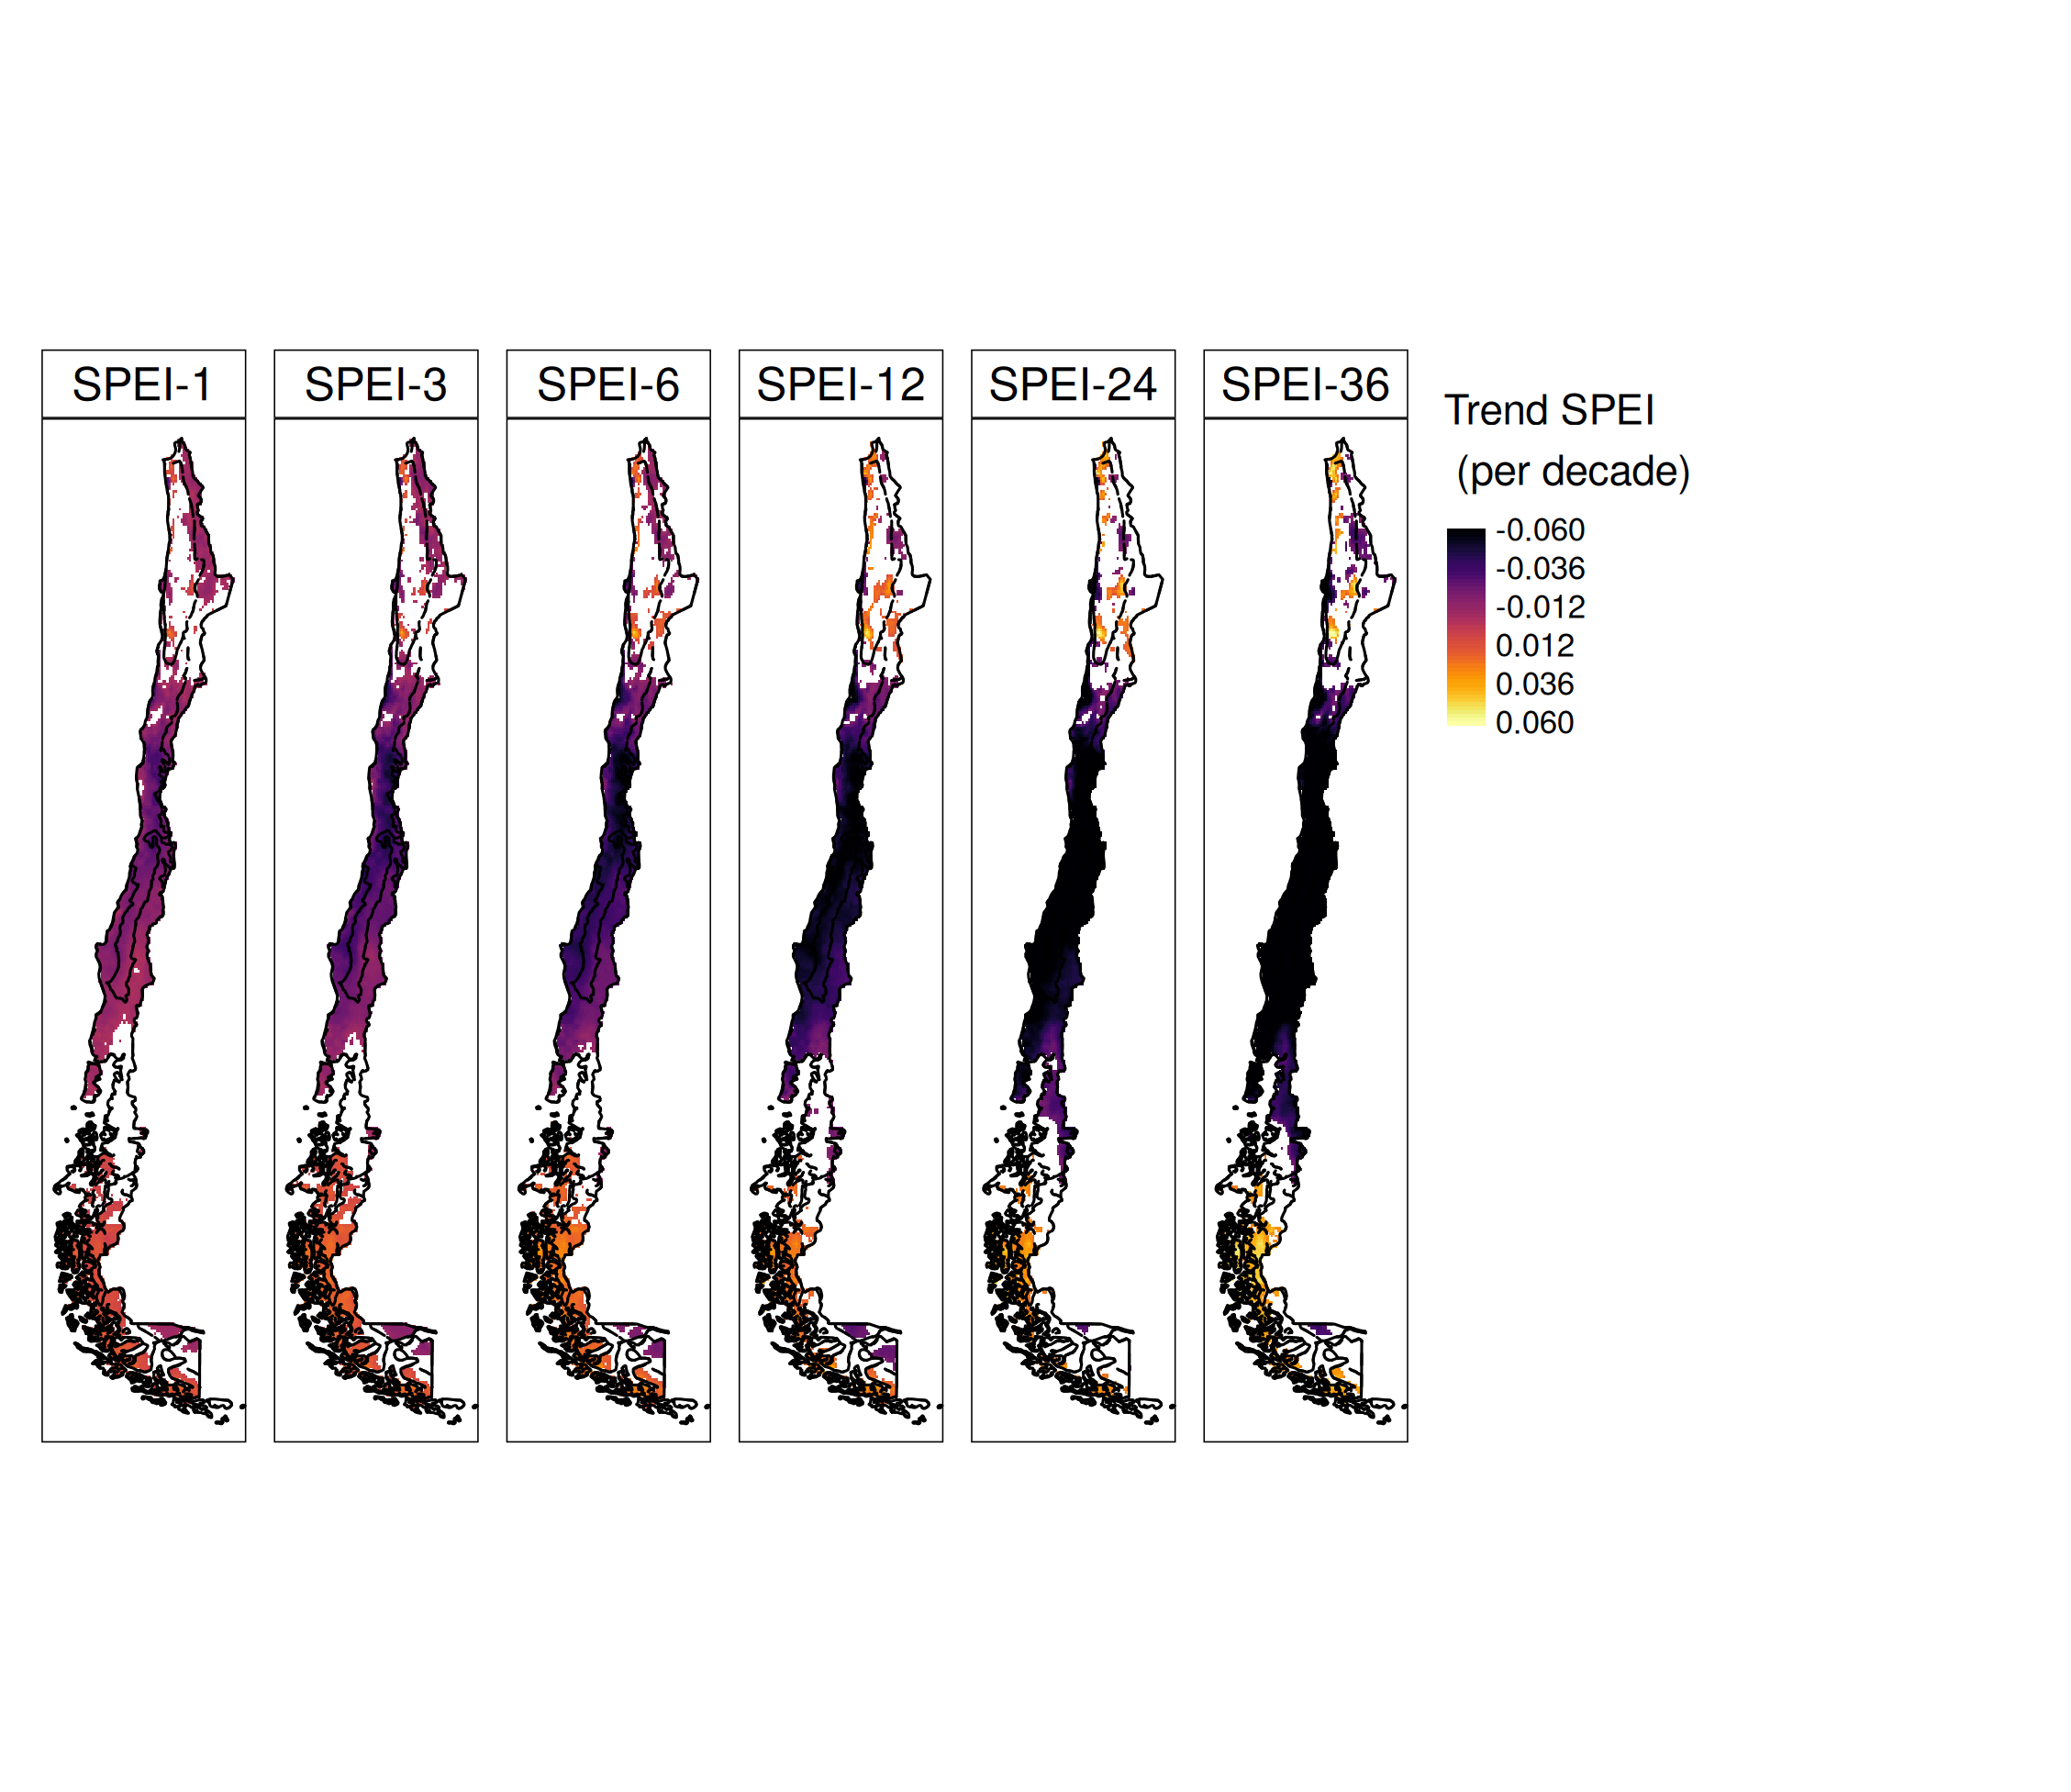 SPEI-1
SPEI-3
SPEI-6
SPEI-12
SPEI-24
SPEI-36
Trend SPEI
(per decade)
-0.060
-0.036
-0.012
0.012
0.036
0.060